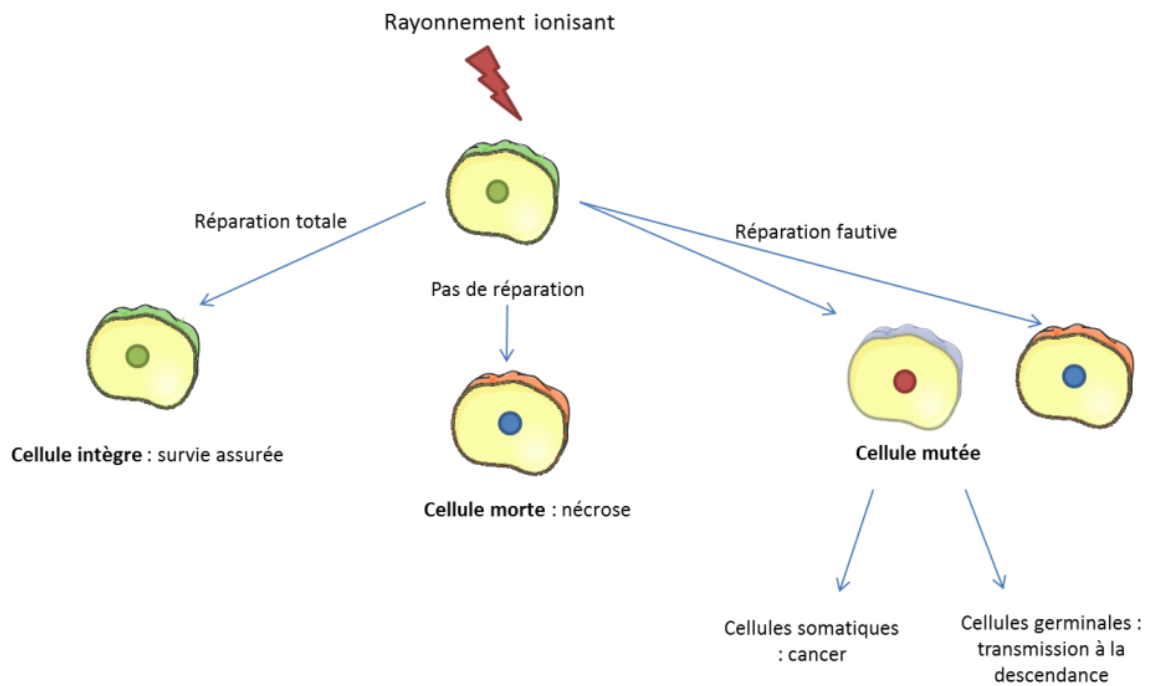 Rayonnement ionisant
Réparation totale
Réparation fautive
Pas de réparation
Cellule intègre : survie assurée
Cellule mutée
Cellule morte : nécrose
Cellules somatiques
: cancer
Cellules germinales :
transmission à la
descendance